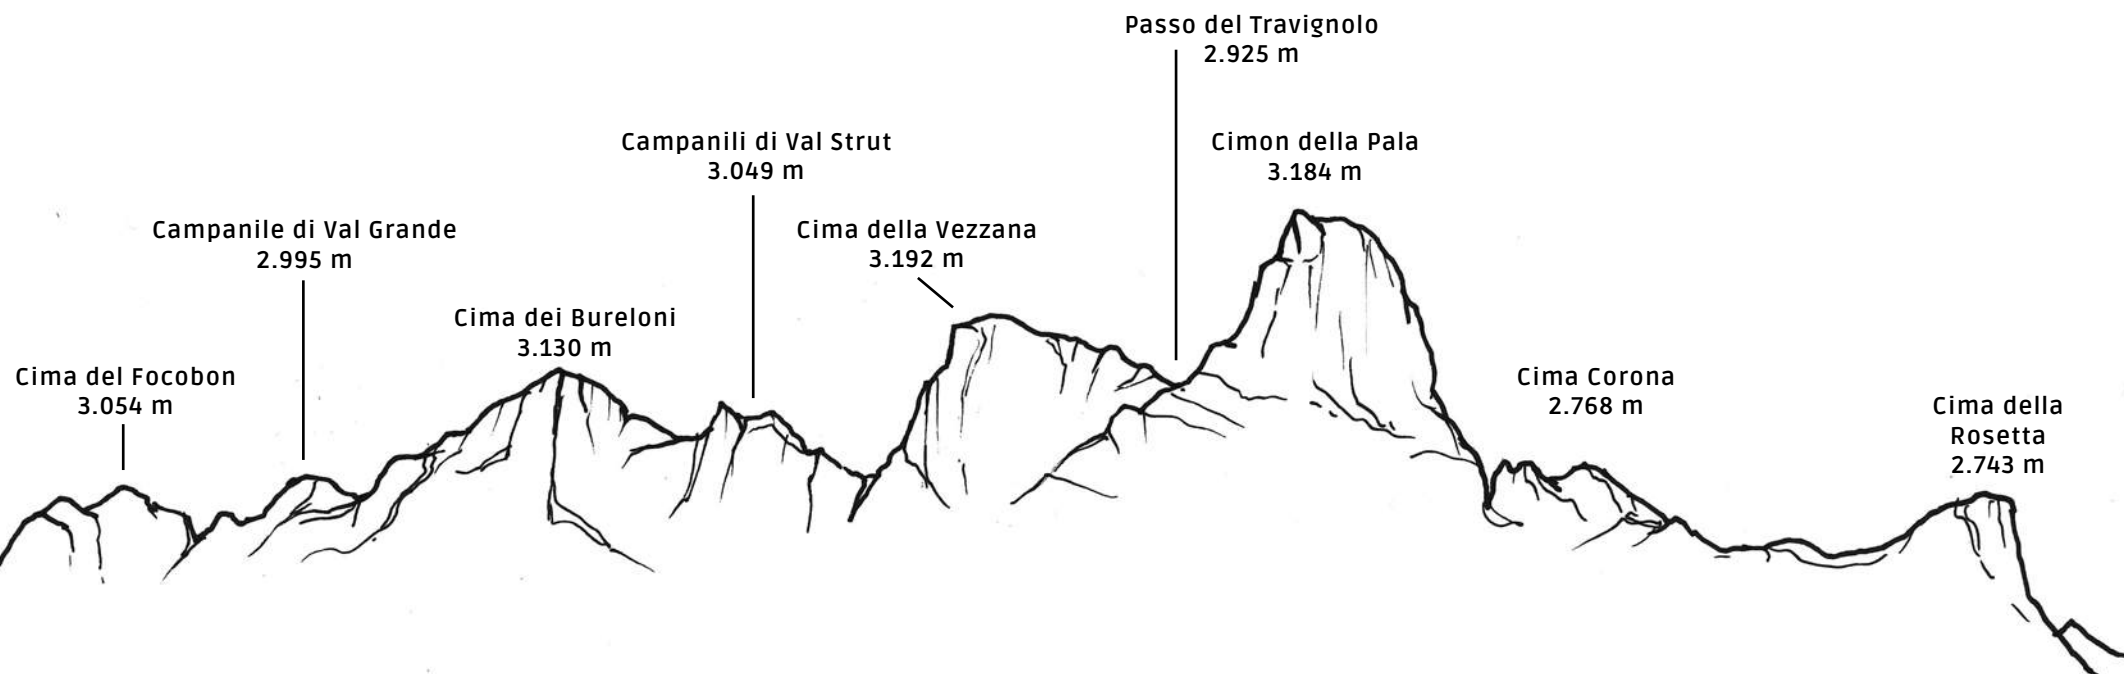 Passo del Travignolo
2.925 m
Campanili di Val Strut
3.049 m
Cimon della Pala
3.184 m
Campanile di Val Grande
2.995 m
Cima della Vezzana
3.192 m
Cima dei Bureloni
3.130 m
Cima del Focobon
3.054 m
Cima Corona
2.768 m
Cima della
Rosetta
2.743 m